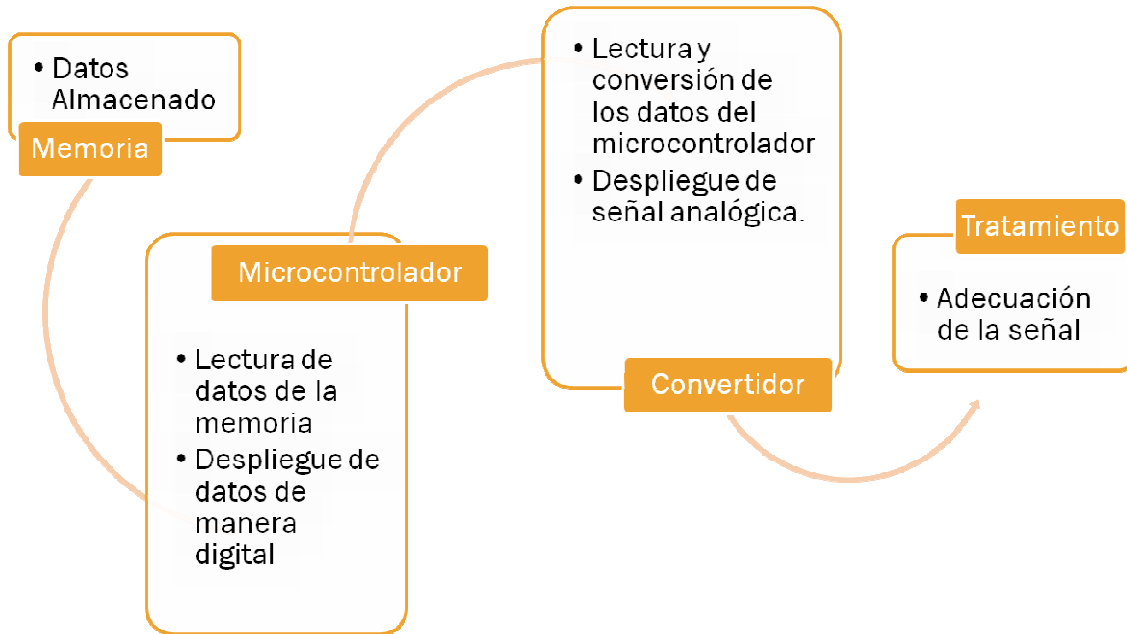 • Datos
Almacenado
Memoria
Microcontrolador
• Lectura de
datos de la
memoria
• Despliegue de
datos de
manera
digital
• Lectura y
conversión de
los datos del
microcontrolador
• Despliegue de
señal analógica.
Convertidor
Tratamiento
• Adecuación
de la señal